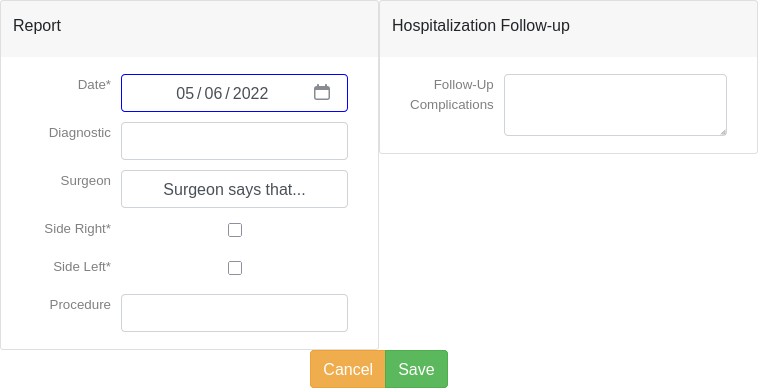 Report
Date*
05/06/2022
Diagnostic
Surgeon
Surgeon says that...
Side Right*
Side Left*
Procedure
Hospitalization Follow-up
Follow-Up
Complications
Cancel
Save